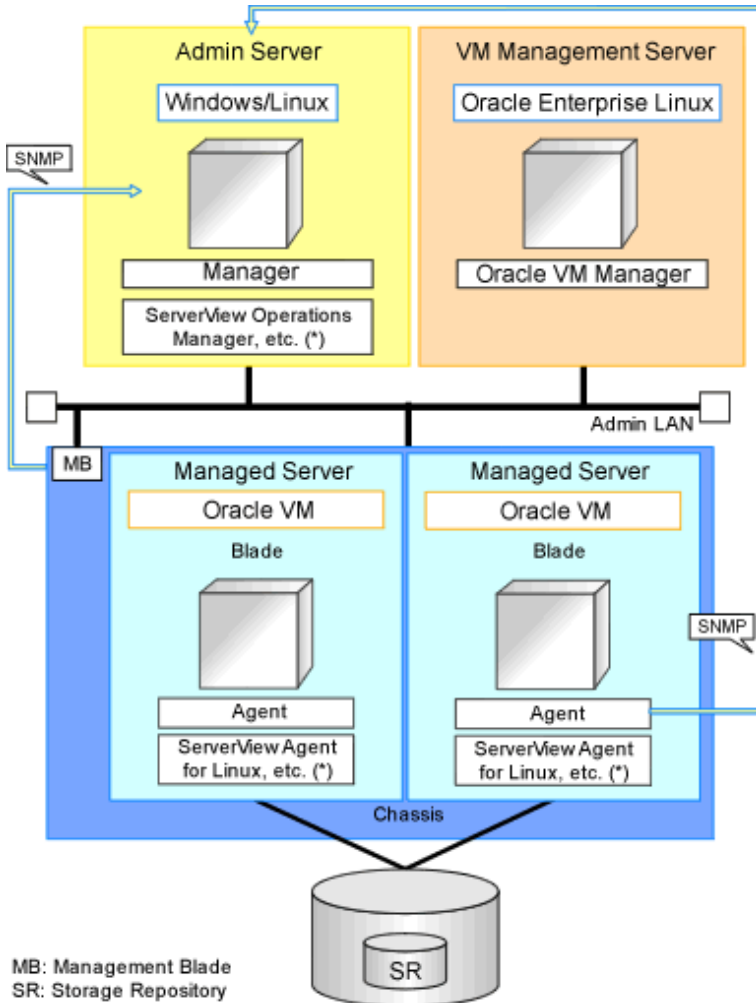 Admin Server
VM Management Server
Windows/Linux
Oracle Enterprise Linux
SNMP
Manager
Oracle VM Manager
ServerView Operations
Manager, etc. (*)
Admin LAN
MB
Managed Server
Managed Server
Oracle VM
Oracle VM
Blade
Blade
SNMP
Agent
Agent
ServerView Agent
for Linux, etc. (*)
ServerView Agent
for Linux, etc. (*)
Chassis
SR
MB: Management Blade
SR: Storage Repository